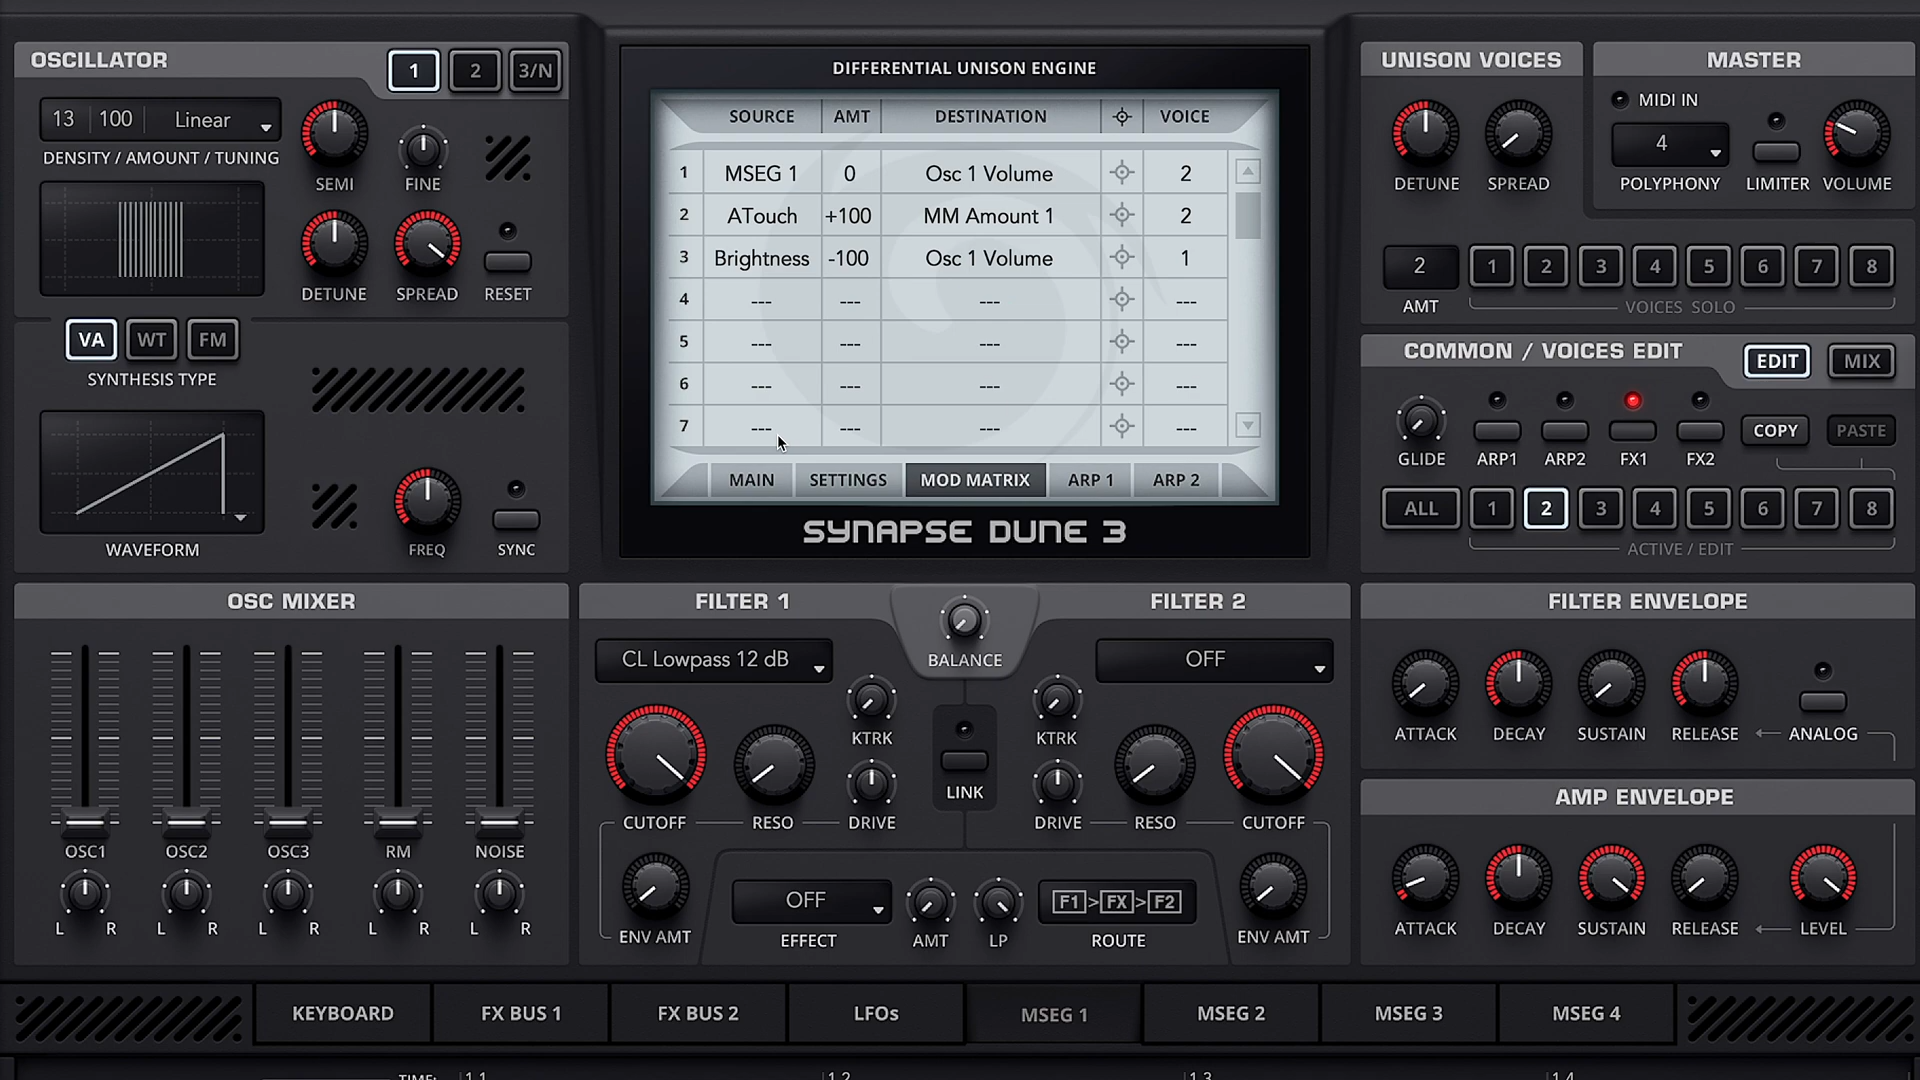 OSCILLATOR
1 2 3/N
13 100 Linear
DENSITY / AMOUNT / TUNING
SEMI FINE
DETUNE SPREAD RESET
VA WT FM
SYNTHESIS TYPE
WAVEFORM
FREQ SYNC
DIFFERENTIAL UNISON ENGINE
SOURCE AMT DESTINATION VOICE
1 MSEG 1 0 Osc 1 Volume 2
2 ATouch +100 MM Amount 1 2
3 Brightness -100 Osc 1 Volume 1
4 --- --- --- ---
5 --- --- --- ---
6 --- --- --- ---
7 --- --- --- ---
MAIN SETTINGS MOD MATRIX ARP 1 ARP 2
SYNAPSE DUNE 3
UNISON VOICES
DETUNE SPREAD
MASTER
MIDI IN
4
POLYPHONY LIMITER VOLUME
2 1 2 3 4 5 6 7 8
AMT VOICES SOLO
COMMON / VOICES EDIT EDIT MIX
GLIDE ARP1 ARP2 FX1 FX2 COPY PASTE
ALL 1 2 3 4 5 6 7 8
ACTIVE / EDIT
OSC MIXER
OSC1 OSC2 OSC3 RM NOISE
L R L R L R L R L R
FILTER 1
CL Lowpass 12 dB
BALANCE
FILTER 2
OFF
KTRK KTRK
LINK
CUTOFF RESO DRIVE DRIVE RESO CUTOFF
OFF F1>FX>F2
ENV AMT EFFECT AMT LP ROUTE ENV AMT
FILTER ENVELOPE
ATTACK DECAY SUSTAIN RELEASE ANALOG
AMP ENVELOPE
ATTACK DECAY SUSTAIN RELEASE LEVEL
KEYBOARD FX BUS 1 FX BUS 2 LFOs MSEG 1 MSEG 2 MSEG 3 MSEG 4
TIME: 1.1 1.2 1.3 1.4